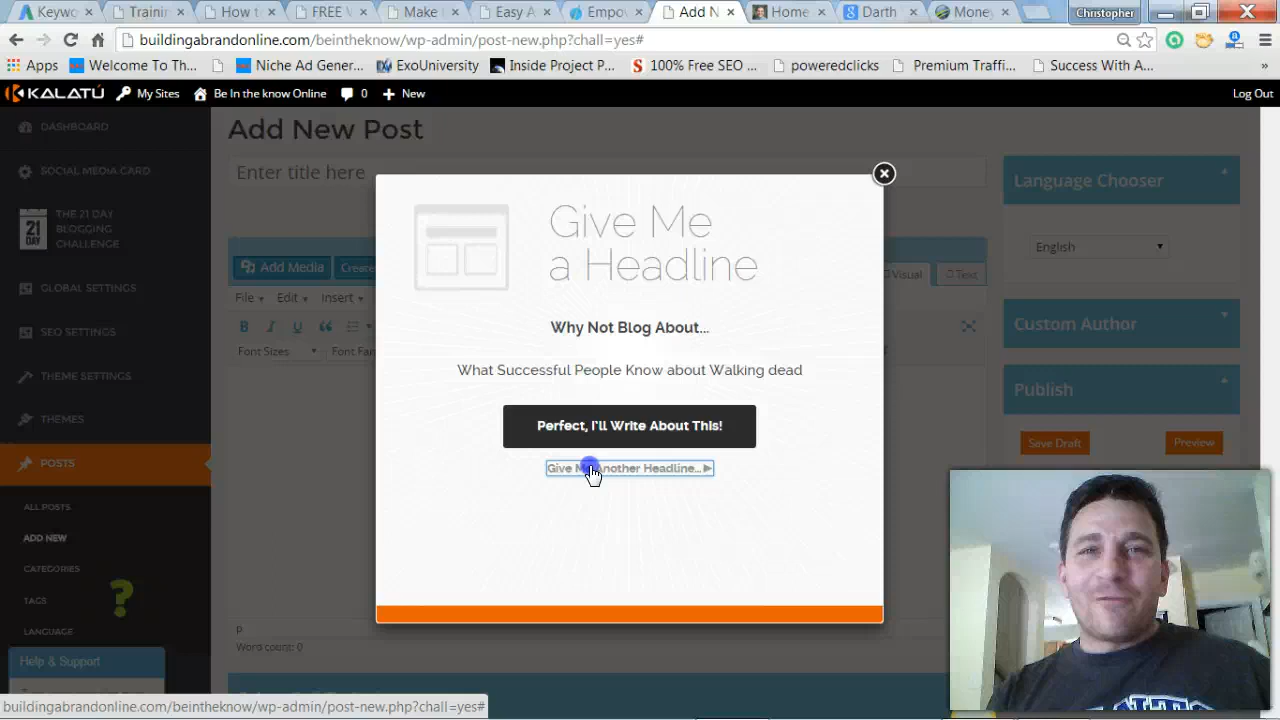 Keywo
Trainin
How to
FREE V
Make
Easy A
Empov
Add N
Home
Darth
Money
Christopher
buildingabrandonline.com/beintheknow/wp-admin/post-new.php?chall=yes#
Apps
Welcome To Th...
Niche Ad Gener...
ExoUniversity
Inside Project P...
100% Free SEO ...
poweredclicks
Premium Traffi...
Success With A...
»
KALATU
My Sites
Be In the know Online
0
New
Log Out
DASHBOARD
SOCIAL MEDIA CARD
21
DAY
THE 21 DAY
BLOGGING
CHALLENGE
GLOBAL SETTINGS
SEO SETTINGS
THEME SETTINGS
THEMES
POSTS
ALL POSTS
ADD NEW
CATEGORIES
TAGS
LANGUAGE
?
Help & Support
Add New Post
Enter title here
Add Media
Create
Visual
Text
File
Edit
Insert
B I U
Font Sizes
Font Fam
P
Word count: 0
Give Me
a Headline
Why Not Blog About...
What Successful People Know about Walking dead
Perfect, I'll Write About This!
Give Me Another Headline...
Language Chooser
English
Custom Author
Publish
Save Draft
Preview
buildingabrandonline.com/beintheknow/wp-admin/post-new.php?chall=yes#